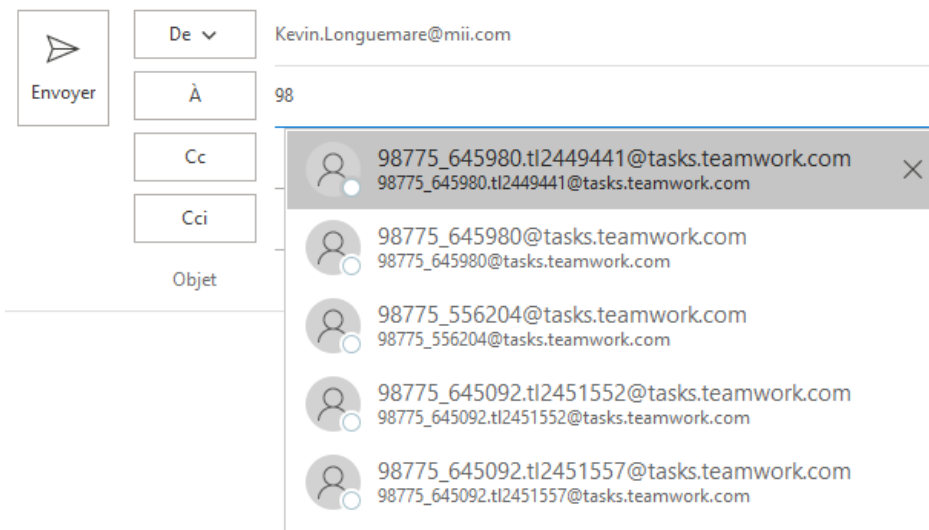 De
Kevin.Longuemare@mii.com
Envoyer
À
98
Cc
98775_645980.tl2449441@tasks.teamwork.com
98775_645980.tl2449441@tasks.teamwork.com
Cci
98775_645980@tasks.teamwork.com
98775_645980@tasks.teamwork.com
Objet
98775_556204@tasks.teamwork.com
98775_556204@tasks.teamwork.com
98775_645092.tl2451552@tasks.teamwork.com
98775_645092.tl2451552@tasks.teamwork.com
98775_645092.tl2451557@tasks.teamwork.com
98775_645092.tl2451557@tasks.teamwork.com